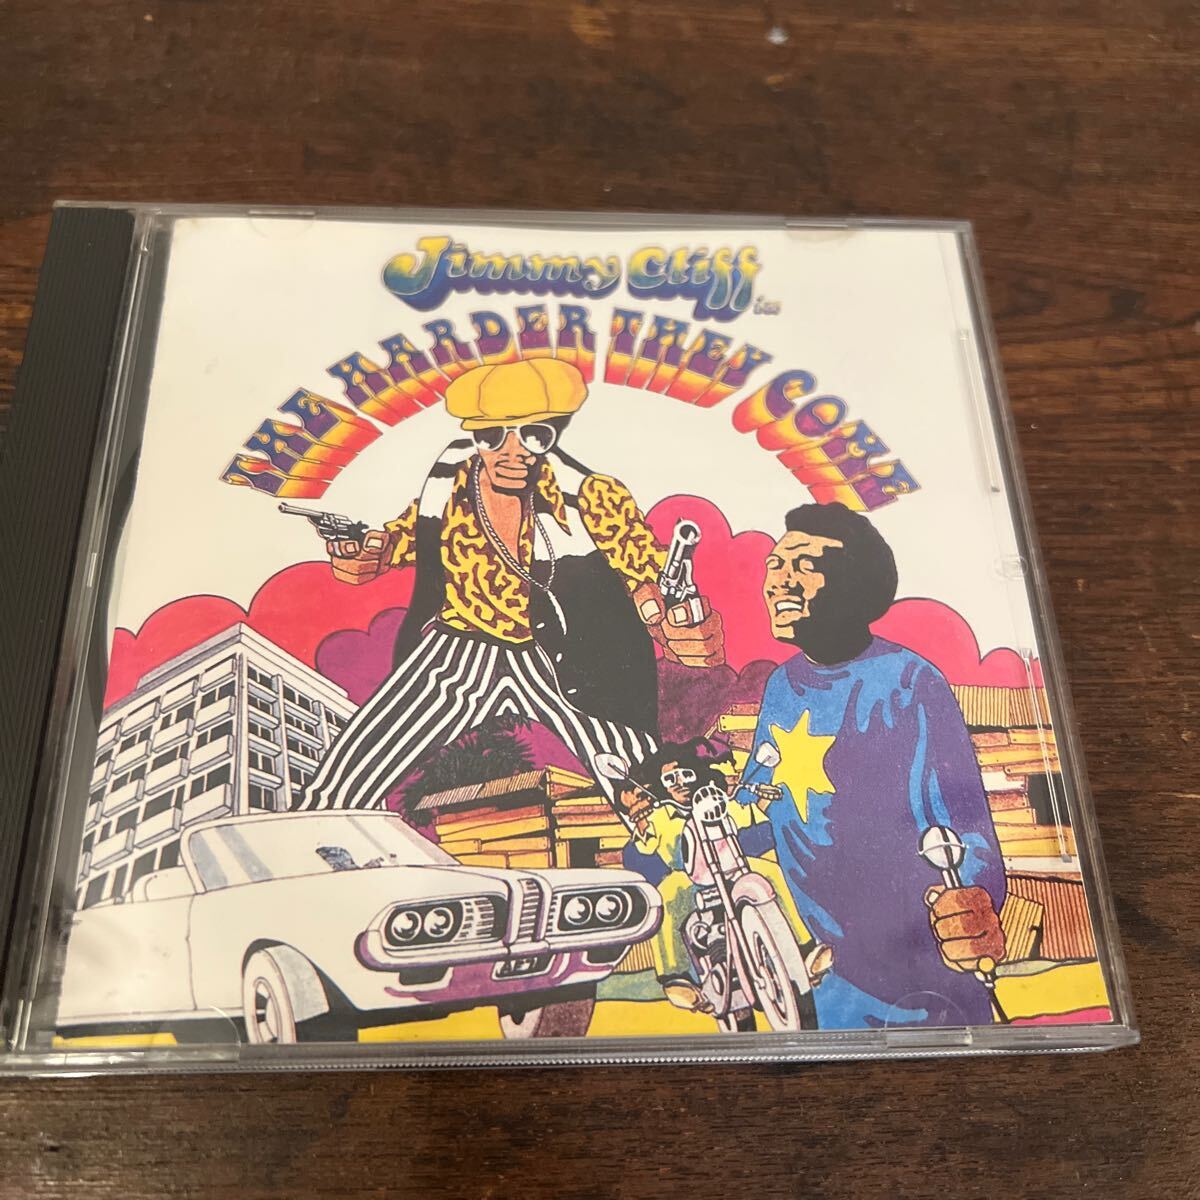 Jimmy Cliff in
THE HARDER THEY COME